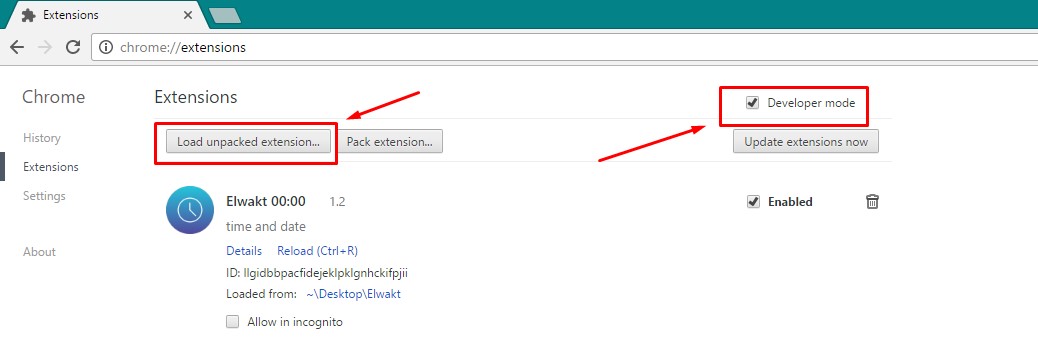 Extensions
chrome://extensions
Chrome
Extensions
Developer mode
History
Load unpacked extension...
Pack extension...
Update extensions now
Extensions
Settings
Elwakt 00:00 1.2
Enabled
time and date
About
Details Reload (Ctrl+R)
ID: llgidbbpacfidejeklpklgnhckifpjii
Loaded from: ~\Desktop\Elwakt
Allow in incognito